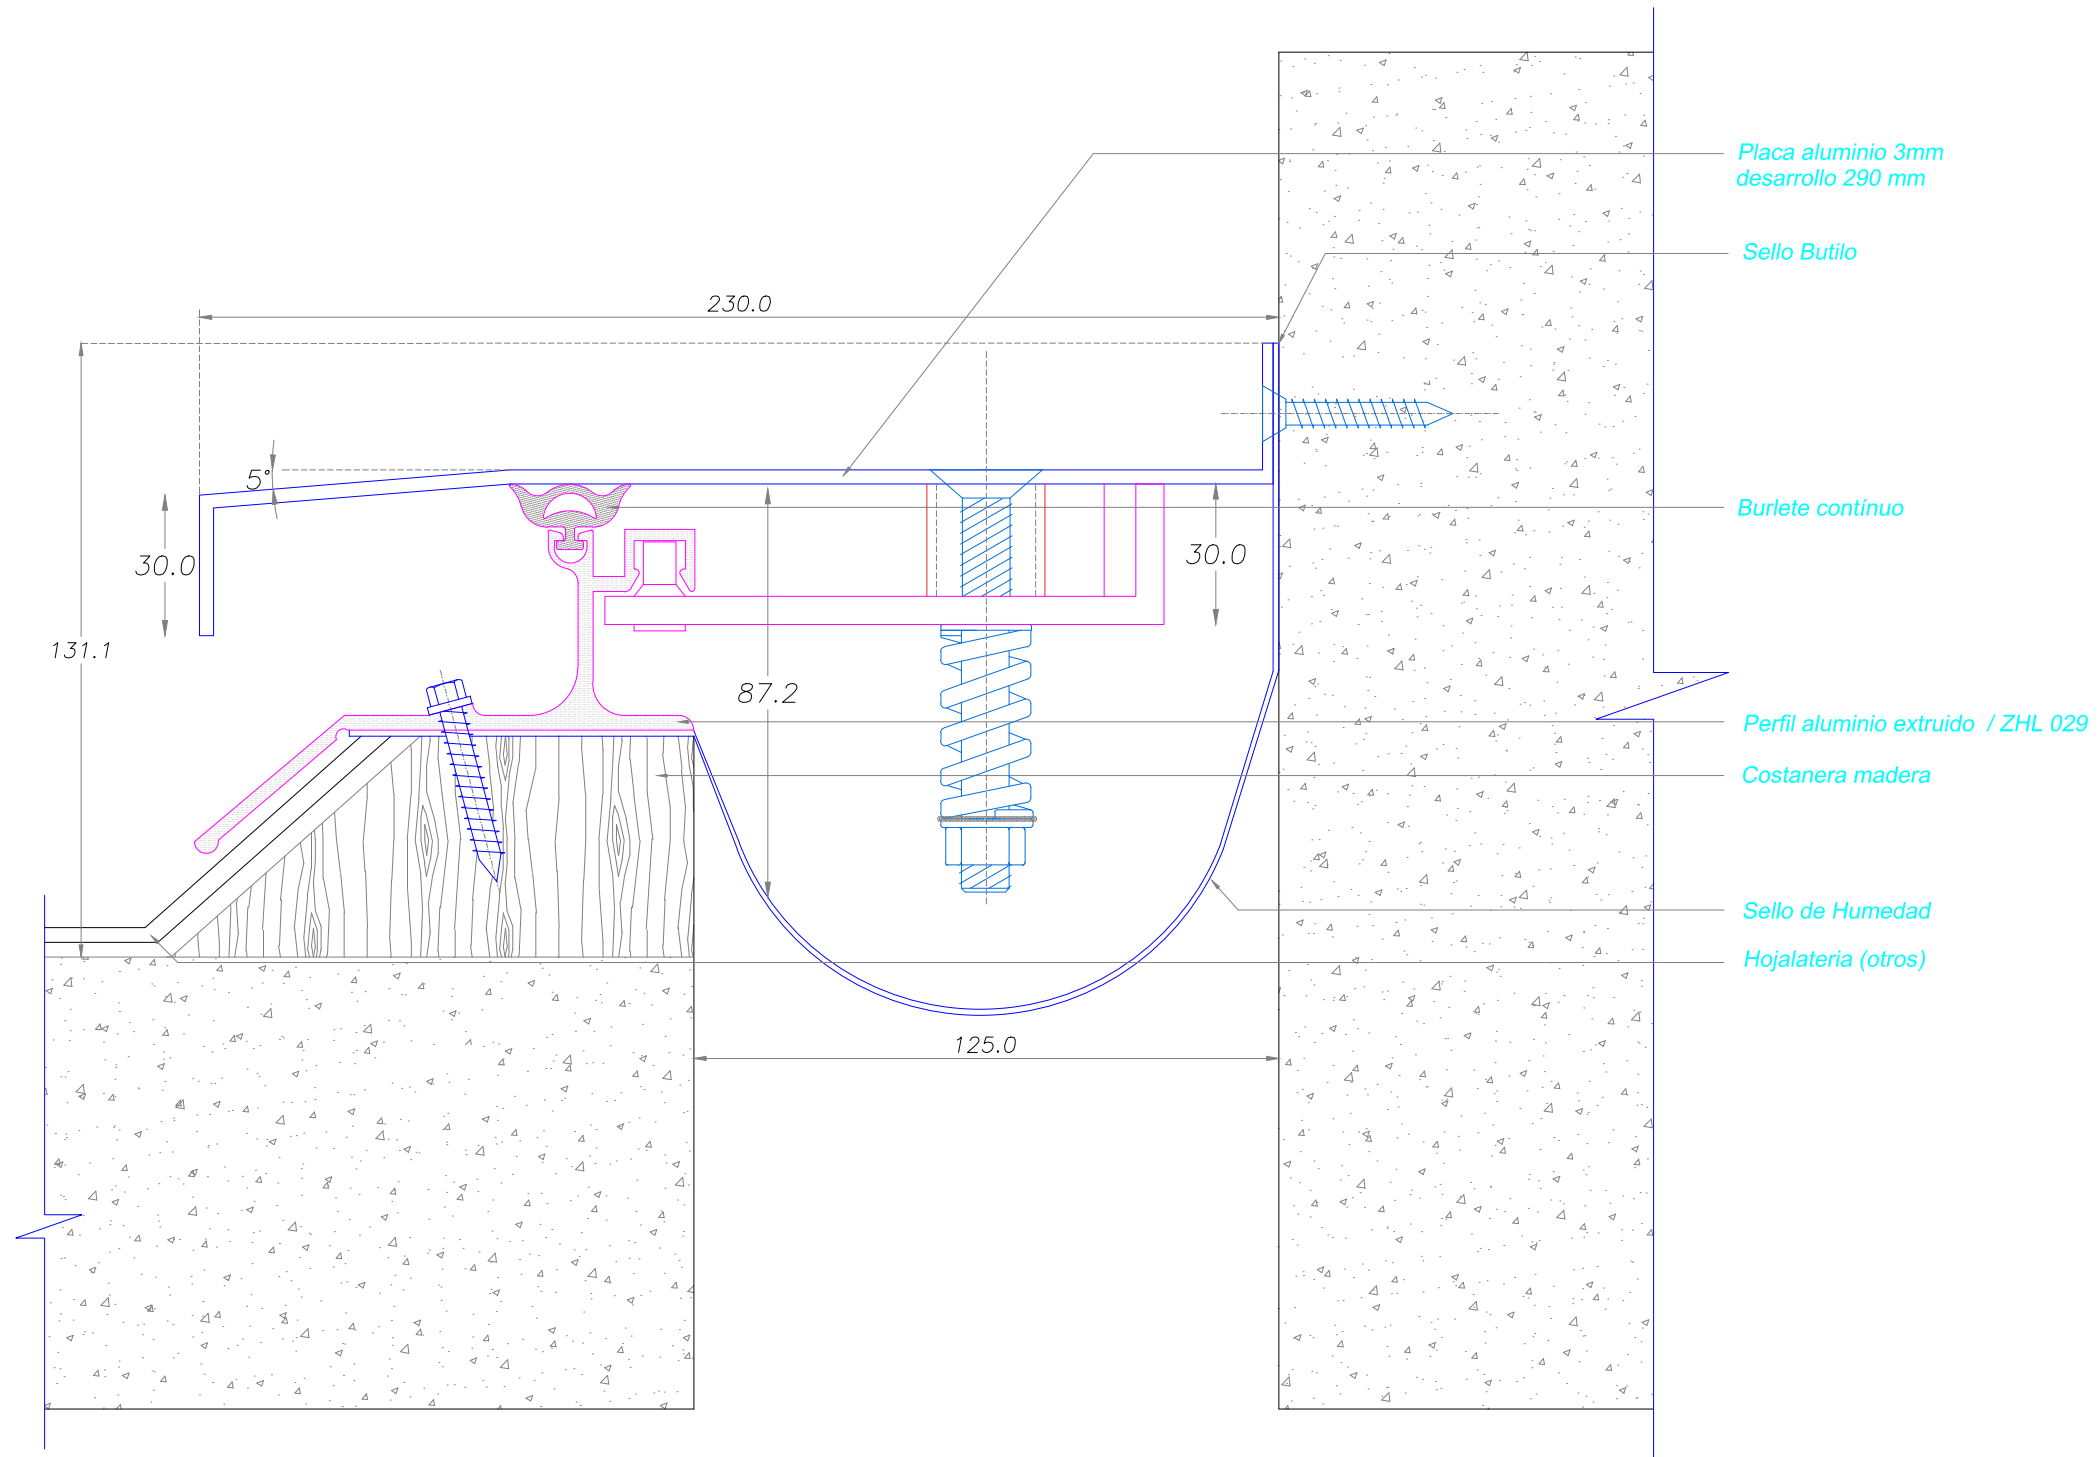 Placa aluminio 3mm
desarrollo 290 mm
Sello Butilo
230.0
5°
Burlete contínuo
30.0
30.0
131.1
87.2
Perfil aluminio extruido / ZHL 029
Costanera madera
Sello de Humedad
Hojalateria (otros)
125.0